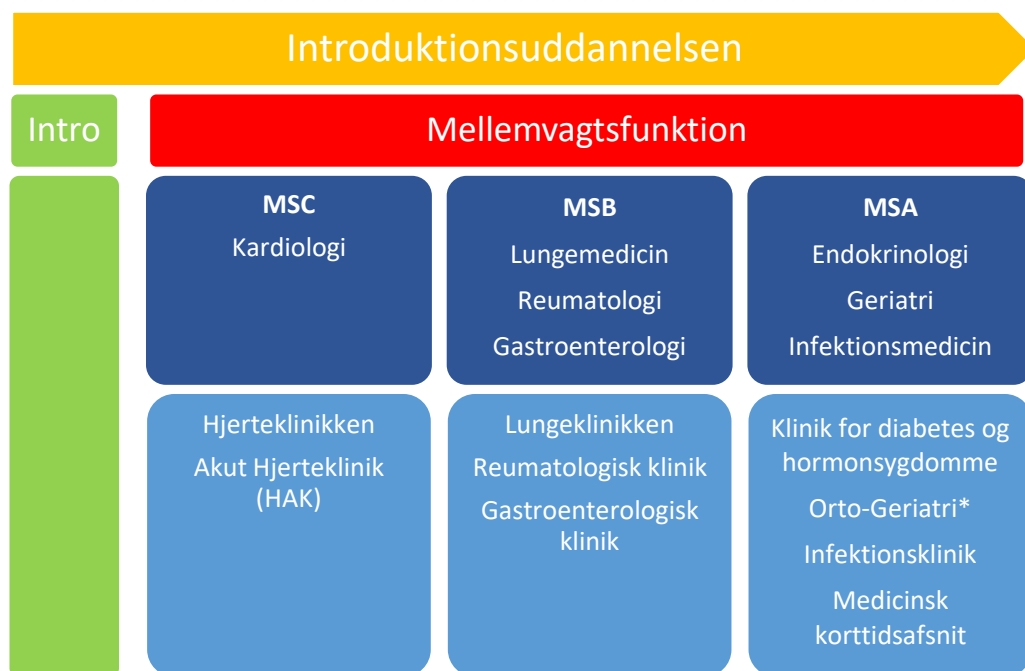 Introduktionsuddannelsen
Intro
Mellemvagtsfunktion
MSC
Kardiologi
MSB
Lungemedicin
Reumatologi
Gastroenterologi
MSA
Endokrinologi
Geriatri
Infektionsmedicin
Hjerteklinikken
Akut Hjerteklinik
(HAK)
Lungeklinikken
Reumatologisk klinik
Gastroenterologisk
klinik
Klinik for diabetes og
hormonsygdomme
Orto-Geriatri*
Infektionsklinik
Medicinsk
korttidsafsnit